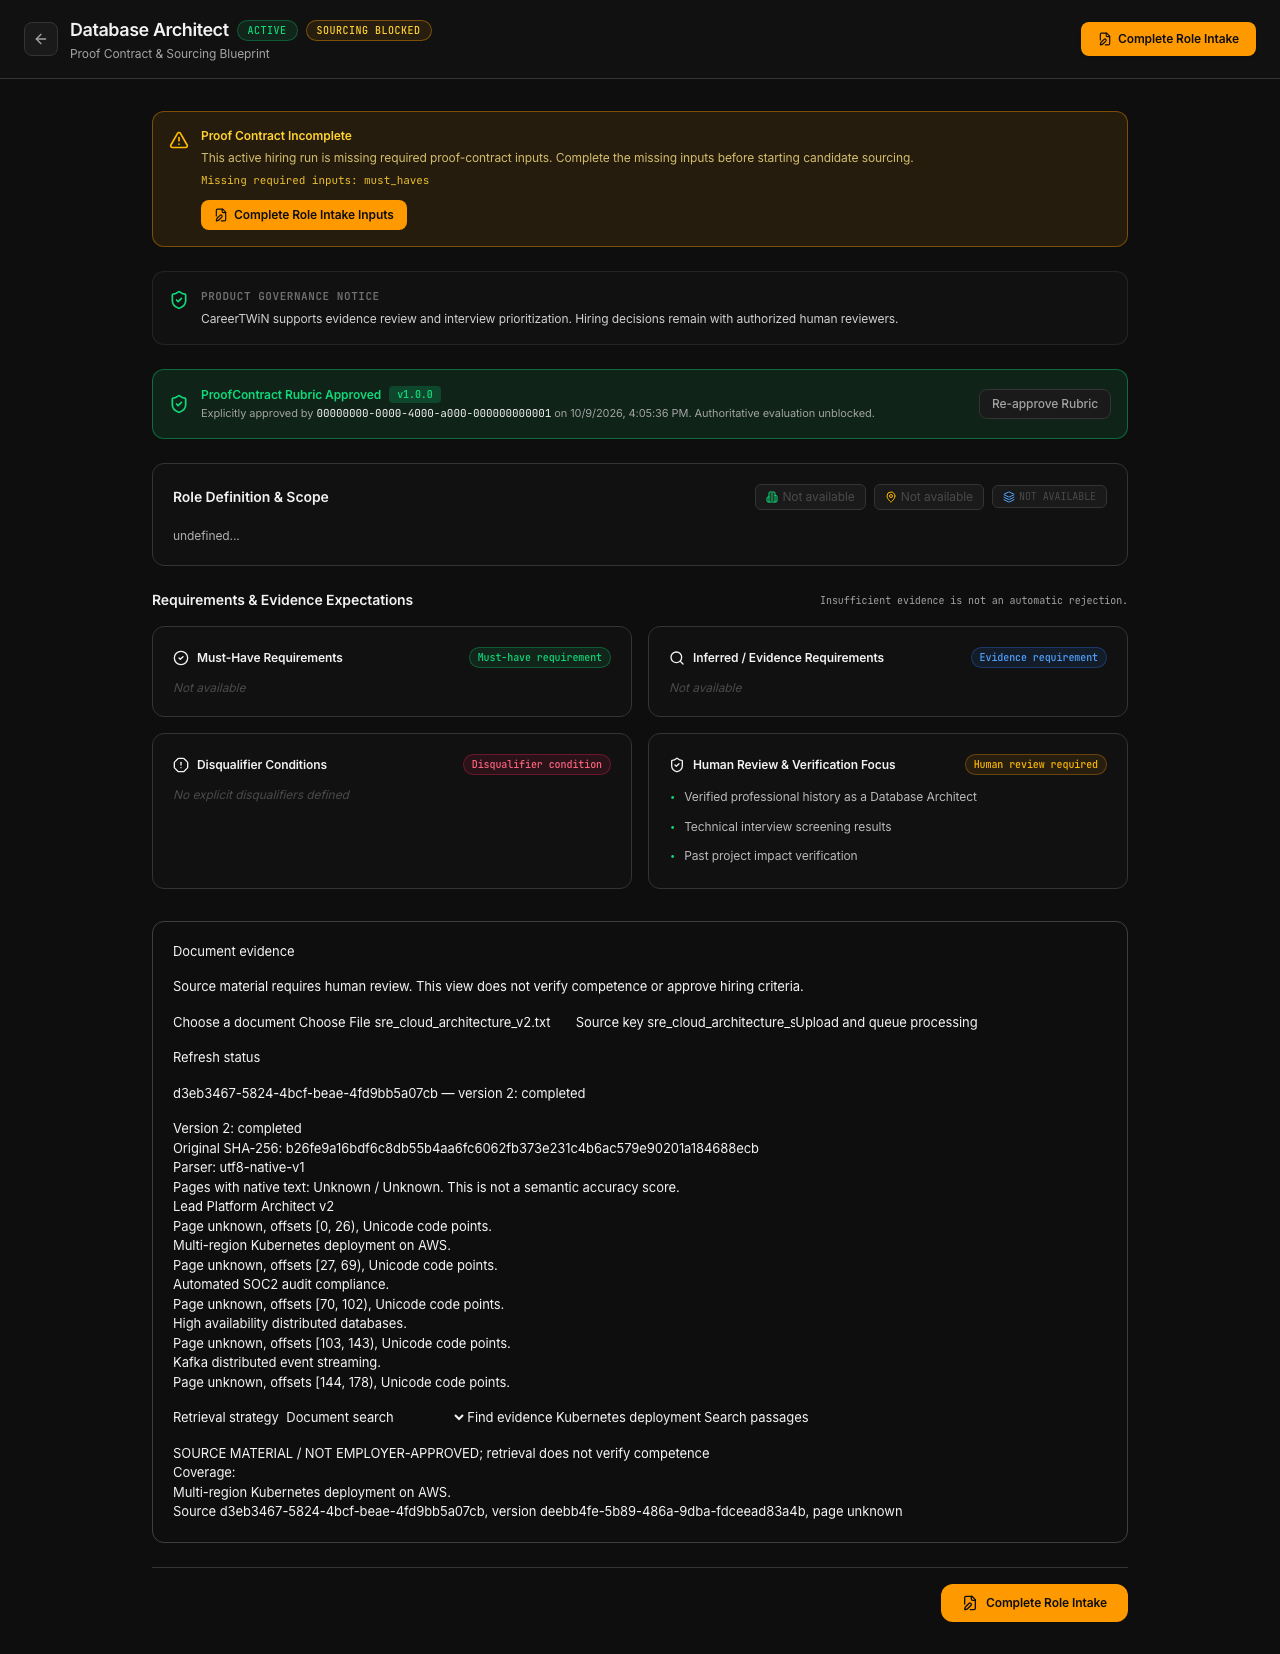 Database Architect ACTIVE SOURCING BLOCKED
Proof Contract & Sourcing Blueprint
Complete Role Intake
Proof Contract Incomplete
This active hiring run is missing required proof-contract inputs. Complete the missing inputs before starting candidate sourcing.
Missing required inputs: must_haves
Complete Role Intake Inputs
PRODUCT GOVERNANCE NOTICE
CareerTWiN supports evidence review and interview prioritization. Hiring decisions remain with authorized human reviewers.
ProofContract Rubric Approved v1.0.0
Explicitly approved by 00000000-0000-4000-a000-000000000001 on 10/9/2026, 4:05:36 PM. Authoritative evaluation unblocked.
Re-approve Rubric
Role Definition & Scope
Not available Not available NOT AVAILABLE
undefined...
Requirements & Evidence Expectations
Insufficient evidence is not an automatic rejection.
Must-Have Requirements Must-have requirement
Not available
Inferred / Evidence Requirements Evidence requirement
Not available
Disqualifier Conditions Disqualifier condition
No explicit disqualifiers defined
Human Review & Verification Focus Human review required
• Verified professional history as a Database Architect
• Technical interview screening results
• Past project impact verification
Document evidence
Source material requires human review. This view does not verify competence or approve hiring criteria.
Choose a document Choose File sre_cloud_architecture_v2.txt Source key sre_cloud_architecture_s Upload and queue processing
Refresh status
d3eb3467-5824-4bcf-beae-4fd9bb5a07cb — version 2: completed
Version 2: completed
Original SHA-256: b26fe9a16bdf6c8db55b4aa6fc6062fb373e231c4b6ac579e90201a184688ecb
Parser: utf8-native-v1
Pages with native text: Unknown / Unknown. This is not a semantic accuracy score.
Lead Platform Architect v2
Page unknown, offsets [0, 26), Unicode code points.
Multi-region Kubernetes deployment on AWS.
Page unknown, offsets [27, 69), Unicode code points.
Automated SOC2 audit compliance.
Page unknown, offsets [70, 102), Unicode code points.
High availability distributed databases.
Page unknown, offsets [103, 143), Unicode code points.
Kafka distributed event streaming.
Page unknown, offsets [144, 178), Unicode code points.
Retrieval strategy Document search Find evidence Kubernetes deployment Search passages
SOURCE MATERIAL / NOT EMPLOYER-APPROVED; retrieval does not verify competence
Coverage:
Multi-region Kubernetes deployment on AWS.
Source d3eb3467-5824-4bcf-beae-4fd9bb5a07cb, version deebb4fe-5b89-486a-9dba-fdceead83a4b, page unknown
Complete Role Intake